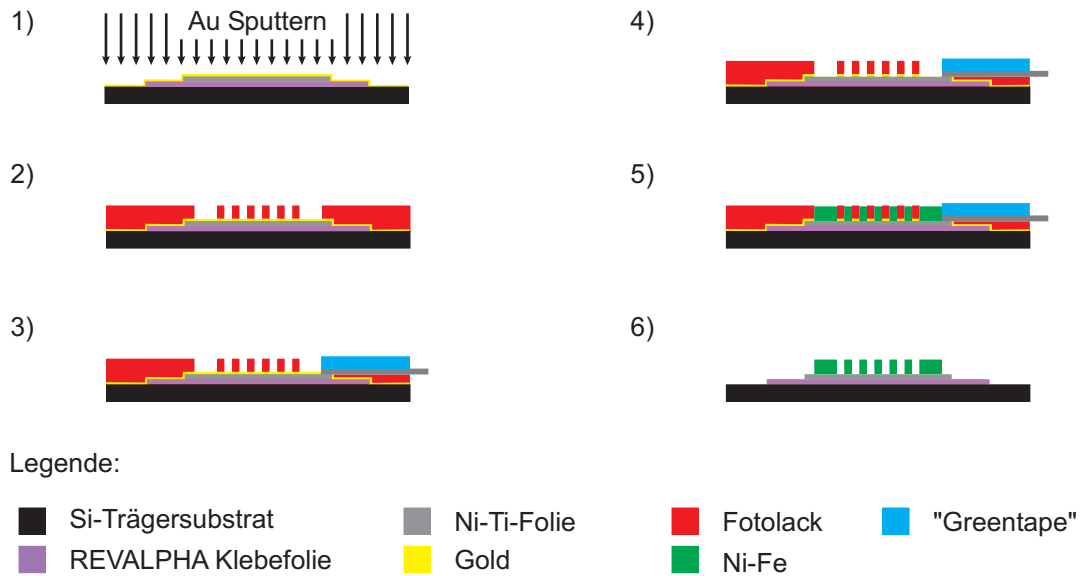 1)
Au Sputtern
2)
3)
4)
5)
6)
Legende:
Si-Trägersubstrat
REVALPHA Klebefolie
Ni-Ti-Folie
Gold
Fotolack
Ni-Fe
"Greentape"